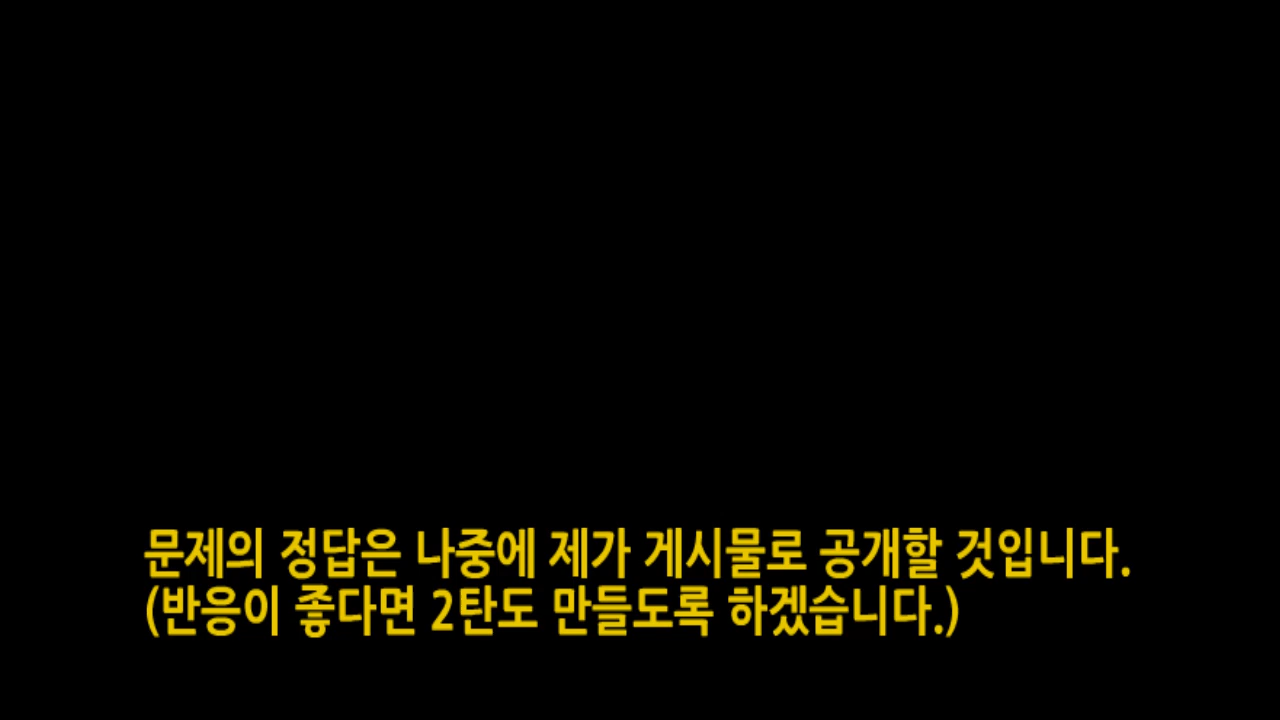 문제의 정답은 나중에 제가 게시물로 공개할 것입니다.
(반응이 좋다면 2탄도 만들도록 하겠습니다.)